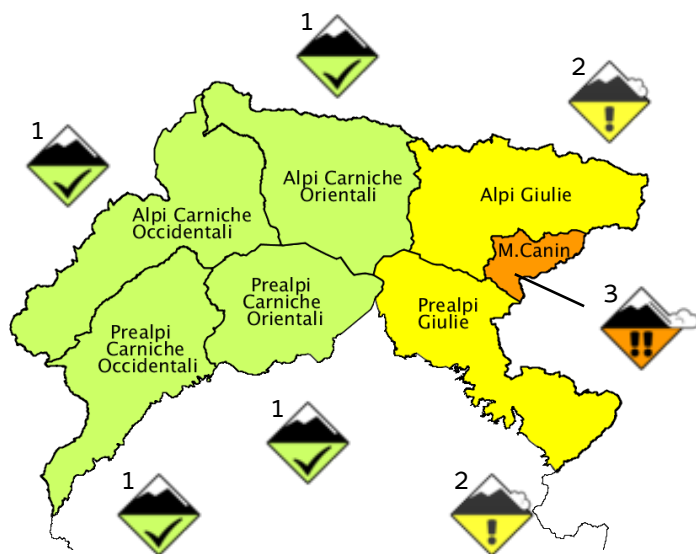 1
2
1
Alpi Carniche
Orientali
Alpi Giulie
Alpi Carniche
Occidentali
M.Canin
Prealpi
Carniche
Orientali
Prealpi
Giulie
3
!!
Prealpi
Carniche
Occidentali
1
1
2
!
!